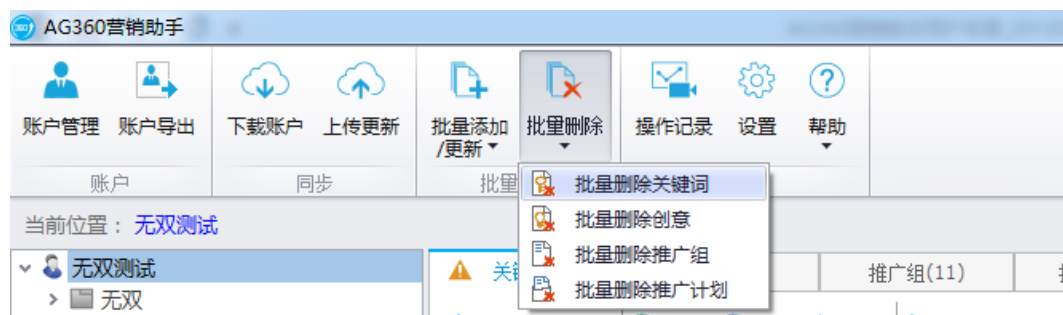 AG360营销助手
账户管理 账户导出 下载账户 上传更新 批量添加/更新 批量删除 操作记录 设置 帮助
账户 同步 批量
批量删除关键词
批量删除创意
批量删除推广组
批量删除推广计划
当前位置： 无双测试
无双测试
无双
推广组(11)